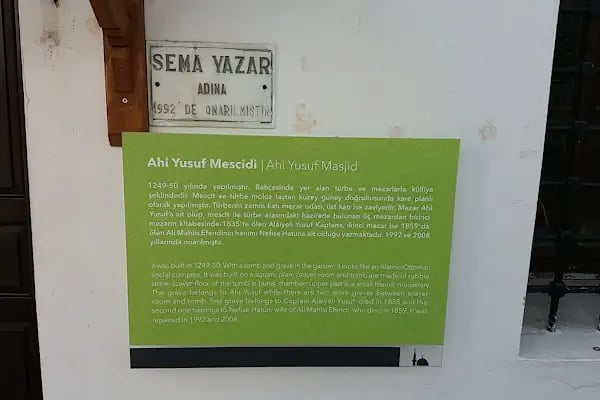 SEMA YAZAR
ADINA
1992 DE ONARILMIŞTIR
Ahi Yusuf Mescidi | Ahi Yusuf Masjid
1249-50 yılında yapılmıştır. Bahçesinde yer alan türbe ve mezarlarla külliye
şeklindedir. Mescit ve türbe moloz taştan kuzey güney doğrultusunda kare planlı
olarak yapılmıştır. Türbenin zemin katı mezar odası, üst katı ise zaviyedir. Mezar Ahi
Yusuf'a ait olup, mescit ile türbe arasındaki hazirede bulunan üç mezardan birinci
mezarın kitabesinde 1835'te ölen Alaiyeli Yusuf Kaptana, ikinci mezar ise 1859'da
ölen Ali Mahlis Efendinin hanımı Nefise Hatuna ait olduğu yazmaktadır. 1992 ve 2008
yıllarında onarılmıştır.
It was built in 1249-50. With a tomb and grave in the garden it looks like an Islamic-Ottoman
social complex. It was built on a square plan, prayer room and tomb are made of rubble
stone. Lower floor of the tomb is burial chamber, upper part is a small Islamic monastery.
The grave belongs to Ahi Yusuf while there are two more graves between prayer
room and tomb, first grave belongs to Captain Alaiyeli Yusuf, died in 1835 and the
second one belongs to Nefise Hatun, wife of Ali Mahlis Efendi, who died in 1859. It was
repaired in 1992 and 2008.